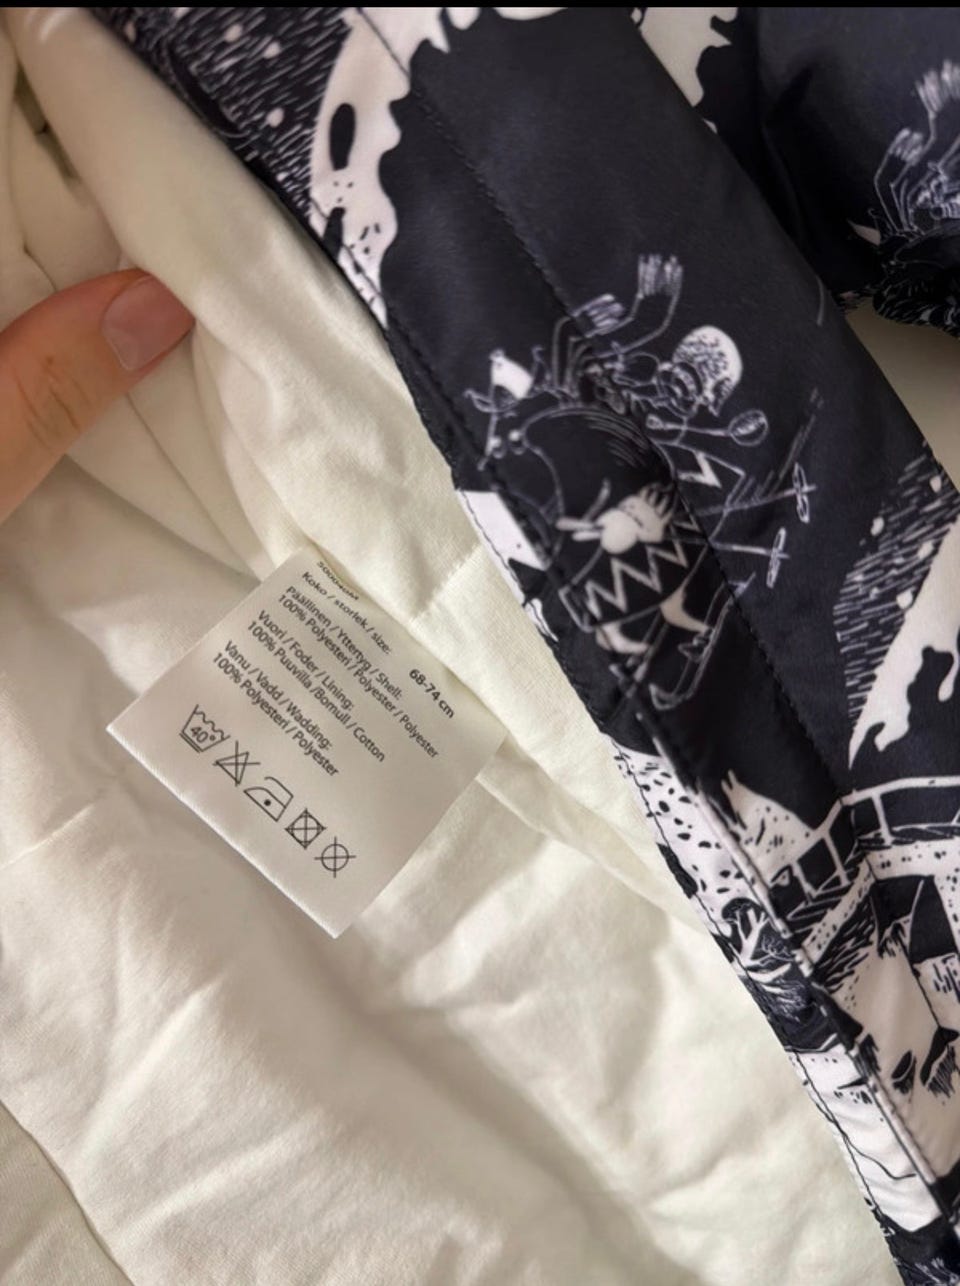 Koko / storlek / size: 68-74 cm
Päällinen / Yttertyg / Shell:
100% Polyesteri / Polyester / Polyester
Vuori / Foder / Lining:
100% Puuvilla /Bomull / Cotton
Vanu / Vadd / Wadding:
100% Polyesteri / Polyester
40°